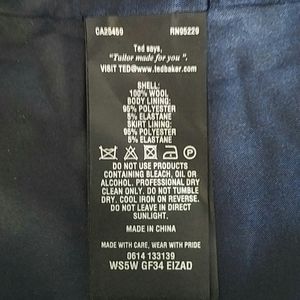 CA25459 RN95229
Ted says,
"Tailor made for you".
VISIT TED@www.tedbaker.com
SHELL:
100% WOOL
BODY LINING:
95% POLYESTER
5% ELASTANE
SKIRT LINING:
95% POLYESTER
5% ELASTANE
P
DO NOT USE PRODUCTS
CONTAINING BLEACH, OIL OR
ALCOHOL. PROFESSIONAL DRY
CLEAN ONLY. DO NOT TUMBLE
DRY. COOL IRON ON REVERSE.
DO NOT LEAVE IN DIRECT
SUNLIGHT.
MADE IN CHINA
MADE WITH CARE, WEAR WITH PRIDE
0614 133139
WS5W GF34 EIZAD